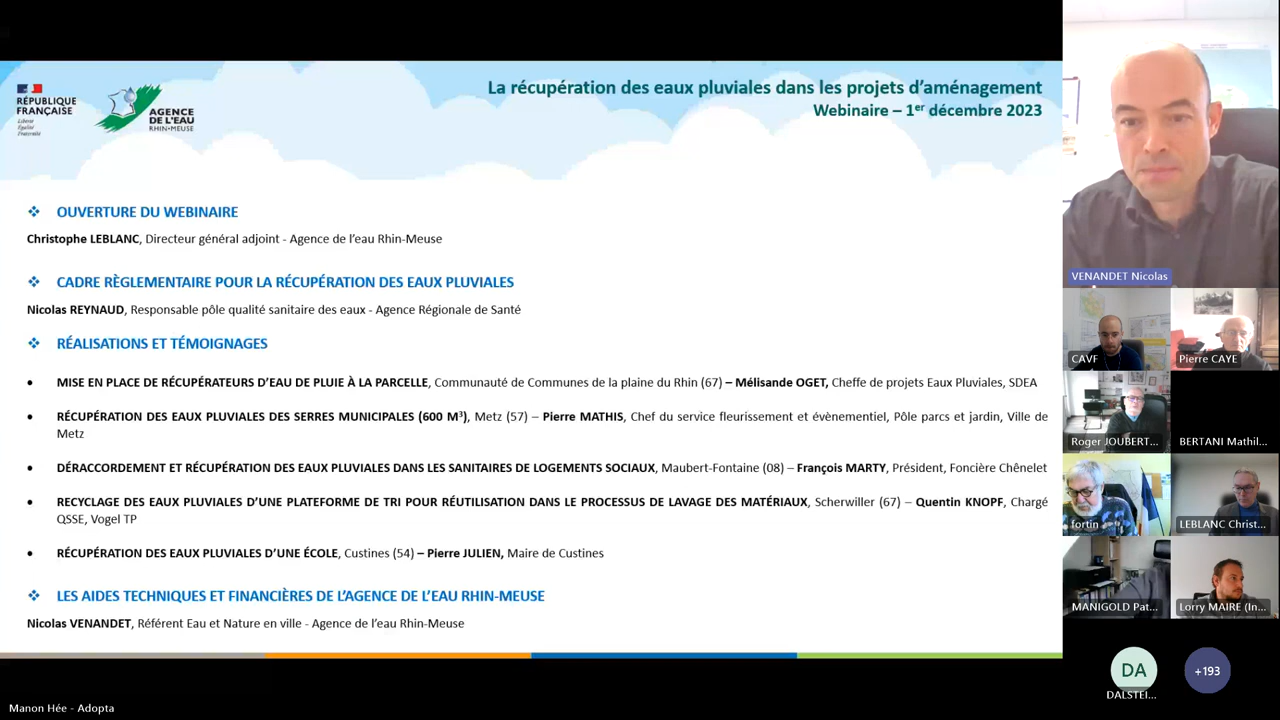 RÉPUBLIQUE
FRANÇAISE
Liberté
Égalité
Fraternité
AGENCE
DE L'EAU
RHIN•MEUSE
La récupération des eaux pluviales dans les projets d'aménagement
Webinaire – 1er décembre 2023
❖ OUVERTURE DU WEBINAIRE
Christophe LEBLANC, Directeur général adjoint - Agence de l'eau Rhin-Meuse
❖ CADRE RÈGLEMENTAIRE POUR LA RÉCUPÉRATION DES EAUX PLUVIALES
Nicolas REYNAUD, Responsable pôle qualité sanitaire des eaux - Agence Régionale de Santé
❖ RÉALISATIONS ET TÉMOIGNAGES
• MISE EN PLACE DE RÉCUPÉRATEURS D'EAU DE PLUIE À LA PARCELLE, Communauté de Communes de la plaine du Rhin (67) – Mélisande OGET, Cheffe de projets Eaux Pluviales, SDEA
• RÉCUPÉRATION DES EAUX PLUVIALES DES SERRES MUNICIPALES (600 M³), Metz (57) – Pierre MATHIS, Chef du service fleurissement et évènementiel, Pôle parcs et jardin, Ville de
Metz
• DÉRACCORDEMENT ET RÉCUPÉRATION DES EAUX PLUVIALES DANS LES SANITAIRES DE LOGEMENTS SOCIAUX, Maubert-Fontaine (08) – François MARTY, Président, Foncière Chênelet
• RECYCLAGE DES EAUX PLUVIALES D'UNE PLATEFORME DE TRI POUR RÉUTILISATION DANS LE PROCESSUS DE LAVAGE DES MATÉRIAUX, Scherwiller (67) – Quentin KNOPF, Chargé
QSSE, Vogel TP
• RÉCUPÉRATION DES EAUX PLUVIALES D'UNE ÉCOLE, Custines (54) – Pierre JULIEN, Maire de Custines
❖ LES AIDES TECHNIQUES ET FINANCIÈRES DE L'AGENCE DE L'EAU RHIN-MEUSE
Nicolas VENANDET, Référent Eau et Nature en ville - Agence de l'eau Rhin-Meuse
VENANDET Nicolas
CAVF
Pierre CAYE
Roger JOUBERT...
BERTANI Mathil...
fortin
LEBLANC Christ...
MANIGOLD Pat...
Lorry MAIRE (In...
DA
+193
DALSTEI...
Manon Hée - Adopta